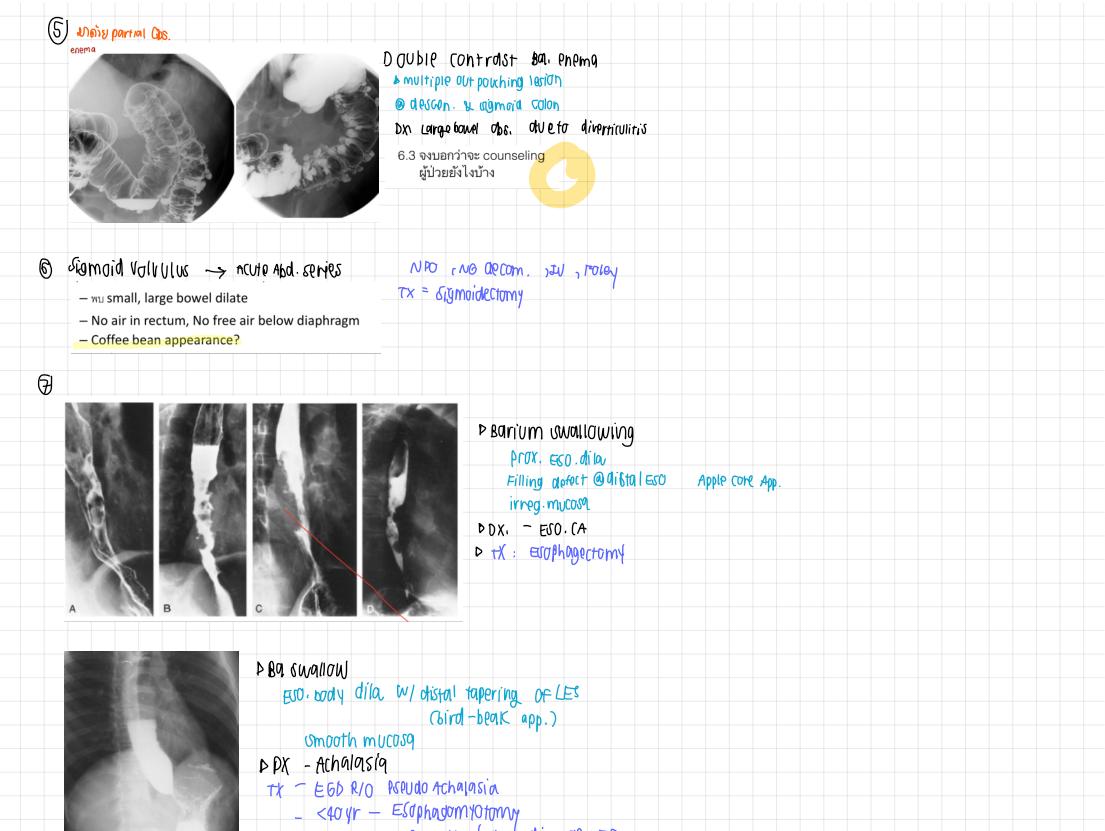 5 มาด้วย partial Obs.
enema
Double contrast Ba. enema
multiple out pouching lesion
@ descen. & sigmoid colon
Dx Large bowel obs. due to diverticulitis
6.3 จงบอกว่าจะ counseling
ผู้ป่วยยังไงบ้าง
6 Sigmoid Volvulus → Acute Abd. series
NPO, NG decom., IV, Foley
TX = Sigmoidectomy
– พบ small, large bowel dilate
– No air in rectum, No free air below diaphragm
– Coffee bean appearance?
7
A B C D
Barium swallowing
Prox. ESO. dila
Filling defect @ distal ESO Apple core App.
irreg. mucosa
DX. - ESO. CA
TX : Esophagectomy
Ba swallow
Eso. body dila w/ distal tapering OF LES
(bird-beak app.)
smooth mucosa
DX - Achalasia
TX - EGD R/O Pseudo Achalasia
- <40 yr — Esophagomyotomy